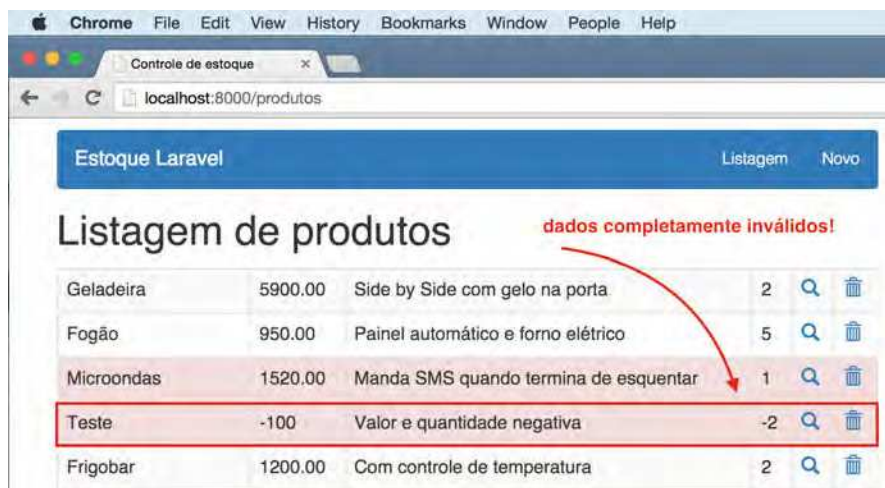 Chrome File Edit View History Bookmarks Window People Help
Controle de estoque ×
localhost:8000/produtos
Estoque Laravel Listagem Novo
Listagem de produtos
dados completamente inválidos!
Geladeira 5900.00 Side by Side com gelo na porta 2
Fogão 950.00 Painel automático e forno elétrico 5
Microondas 1520.00 Manda SMS quando termina de esquentar 1
Teste -100 Valor e quantidade negativa -2
Frigobar 1200.00 Com controle de temperatura 2